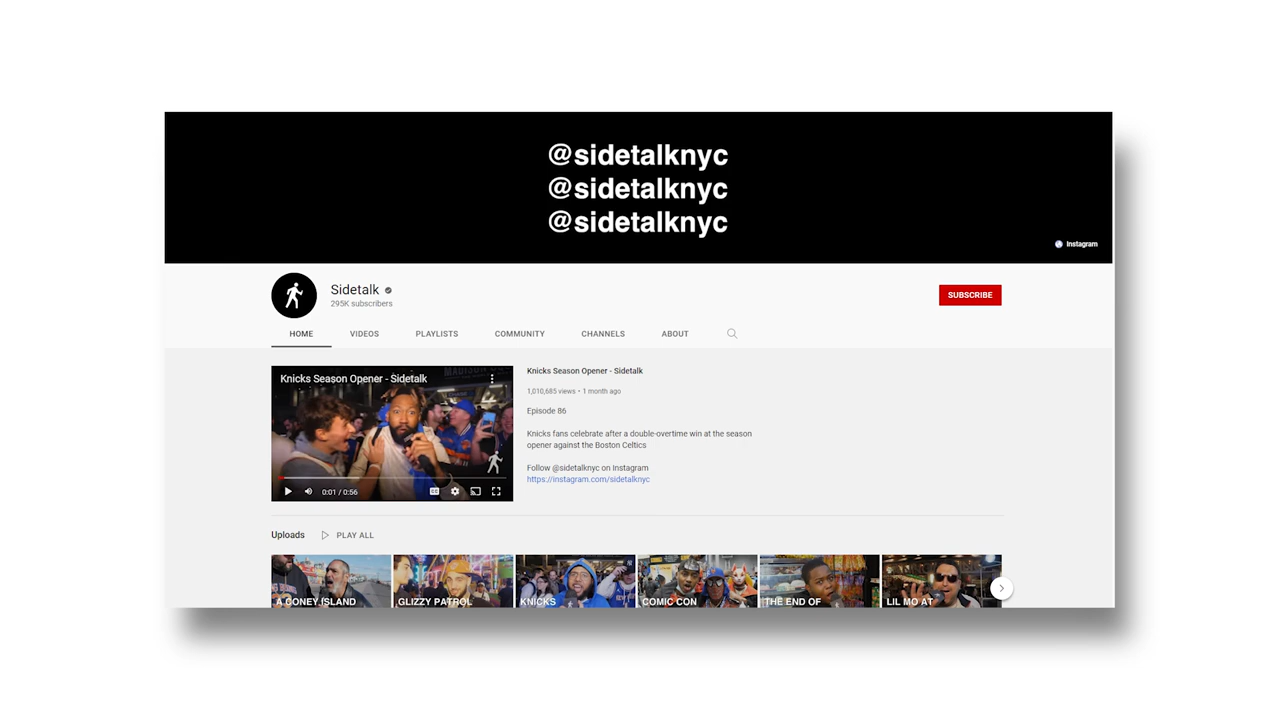 @sidetalknyc
@sidetalknyc
@sidetalknyc
Instagram
Sidetalk
295K subscribers
SUBSCRIBE
HOME VIDEOS PLAYLISTS COMMUNITY CHANNELS ABOUT
Knicks Season Opener - Sidetalk
0:01 / 0:56
Knicks Season Opener - Sidetalk
1,010,685 views • 1 month ago
Episode 86
Knicks fans celebrate after a double-overtime win at the season
opener against the Boston Celtics
Follow @sidetalknyc on Instagram
https://instagram.com/sidetalknyc
Uploads PLAY ALL
A CONEY ISLAND
GLIZZY PATROL
KNICKS
COMIC CON
THE END OF
LIL MO AT